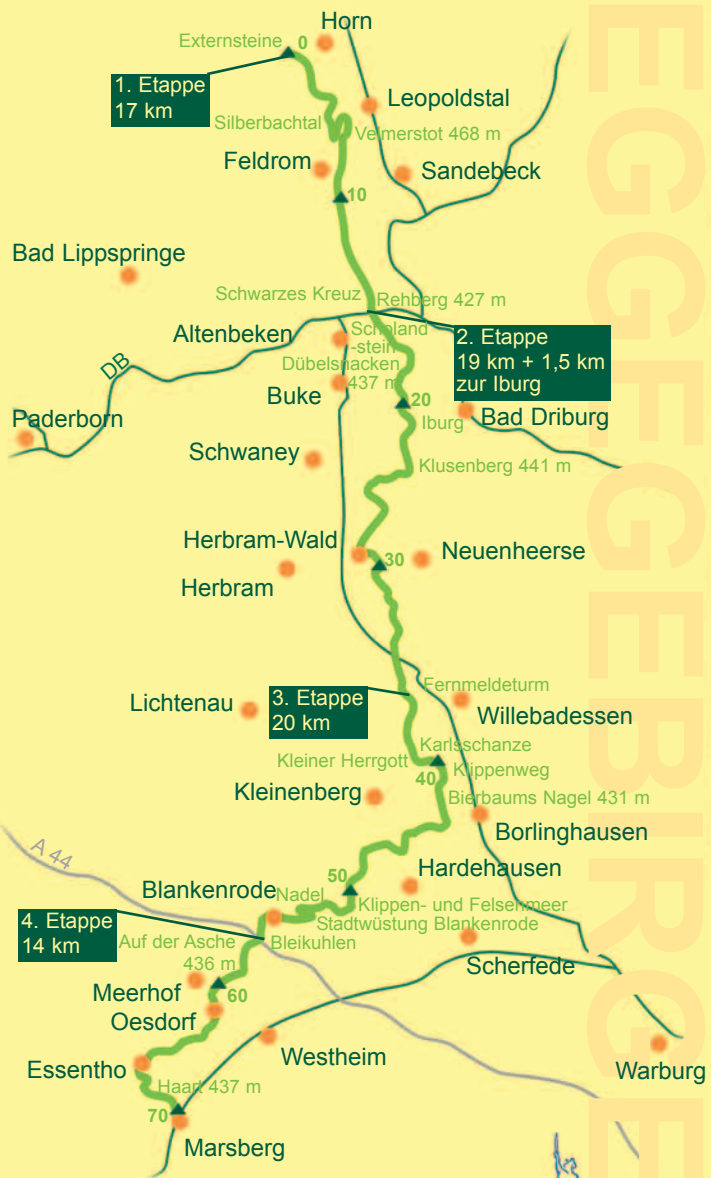 Horn
Externsteine
0
1. Etappe
17 km
Leopoldstal
Silberbachtal
Velmerstot 468 m
Feldrom
Sandebeck
10
Bad Lippspringe
Schwarzes Kreuz
Rehberg 427 m
Altenbeken
Scholand
-stein
2. Etappe
19 km + 1,5 km
zur Iburg
DB
Dübelsnacken
437 m
Buke
20
Paderborn
Iburg
Bad Driburg
Schwaney
Klusenberg 441 m
Herbram-Wald
30
Neuenheerse
Herbram
Fernmeldeturm
Lichtenau
3. Etappe
20 km
Willebadessen
Karlsschanze
Kleiner Herrgott
Klippenweg
40
Kleinenberg
Bierbaums Nagel 431 m
Borlinghausen
A 44
Hardehausen
50
Blankenrode
Nadel
Klippen- und Felsenmeer
Stadtwüstung Blankenrode
4. Etappe
14 km
Auf der Asche
436 m
Bleikuhlen
Scherfede
Meerhof
60
Oesdorf
Westheim
Essentho
Warburg
Haart 437 m
70
Marsberg
EGGEGEBIRGE